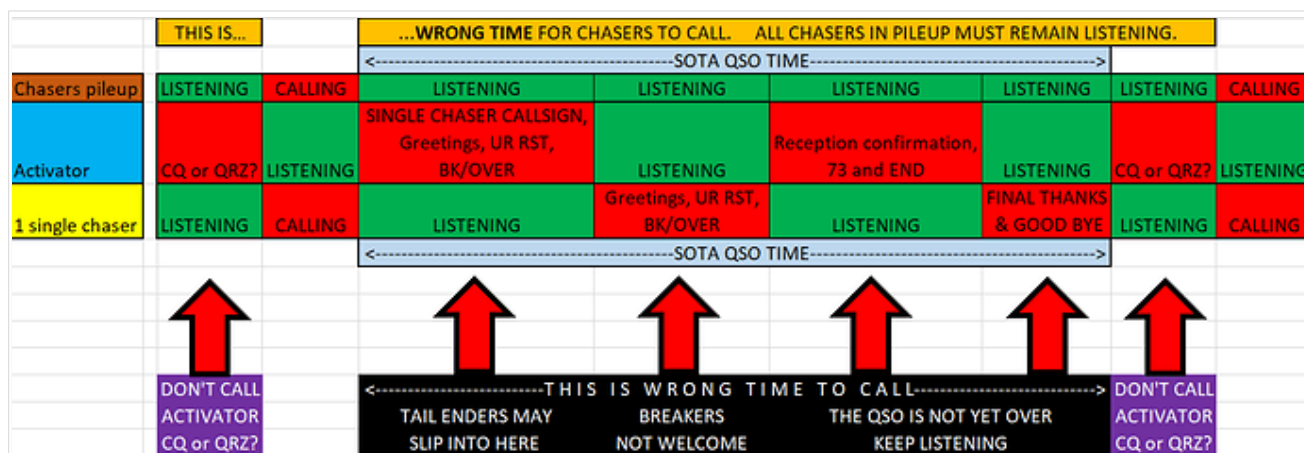 THIS IS...
...WRONG TIME FOR CHASERS TO CALL. ALL CHASERS IN PILEUP MUST REMAIN LISTENING.
<-----------------------------------------------SOTA QSO TIME-------------------------------------------->
Chasers pileup LISTENING CALLING LISTENING LISTENING LISTENING LISTENING LISTENING CALLING
SINGLE CHASER CALLSIGN,
Greetings, UR RST,
BK/OVER
Reception confirmation,
73 and END
Activator CQ or QRZ? LISTENING LISTENING LISTENING CQ or QRZ? LISTENING
Greetings, UR RST,
BK/OVER
FINAL THANKS
& GOOD BYE
1 single chaser LISTENING CALLING LISTENING LISTENING LISTENING CALLING
<-----------------------------------------------SOTA QSO TIME-------------------------------------------->
DON'T CALL
ACTIVATOR
CQ or QRZ?
<--------------------------THIS IS WRONG TIME TO CALL----------------------------->
TAIL ENDERS MAY
SLIP INTO HERE
BREAKERS
NOT WELCOME
THE QSO IS NOT YET OVER
KEEP LISTENING
DON'T CALL
ACTIVATOR
CQ or QRZ?